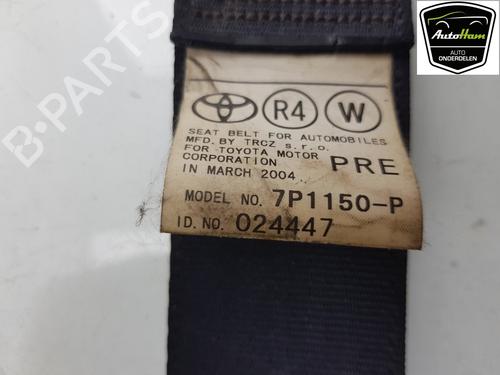 AutoHam
AUTO
ONDERDELEN
B-PARTS
R4 W
SEAT BELT FOR AUTOMOBILES
MFD. BY TRCZ s.r.o.
FOR TOYOTA MOTOR
CORPORATION PRE
IN MARCH 2004
MODEL NO. 7P1150-P
I D. NO. 024447